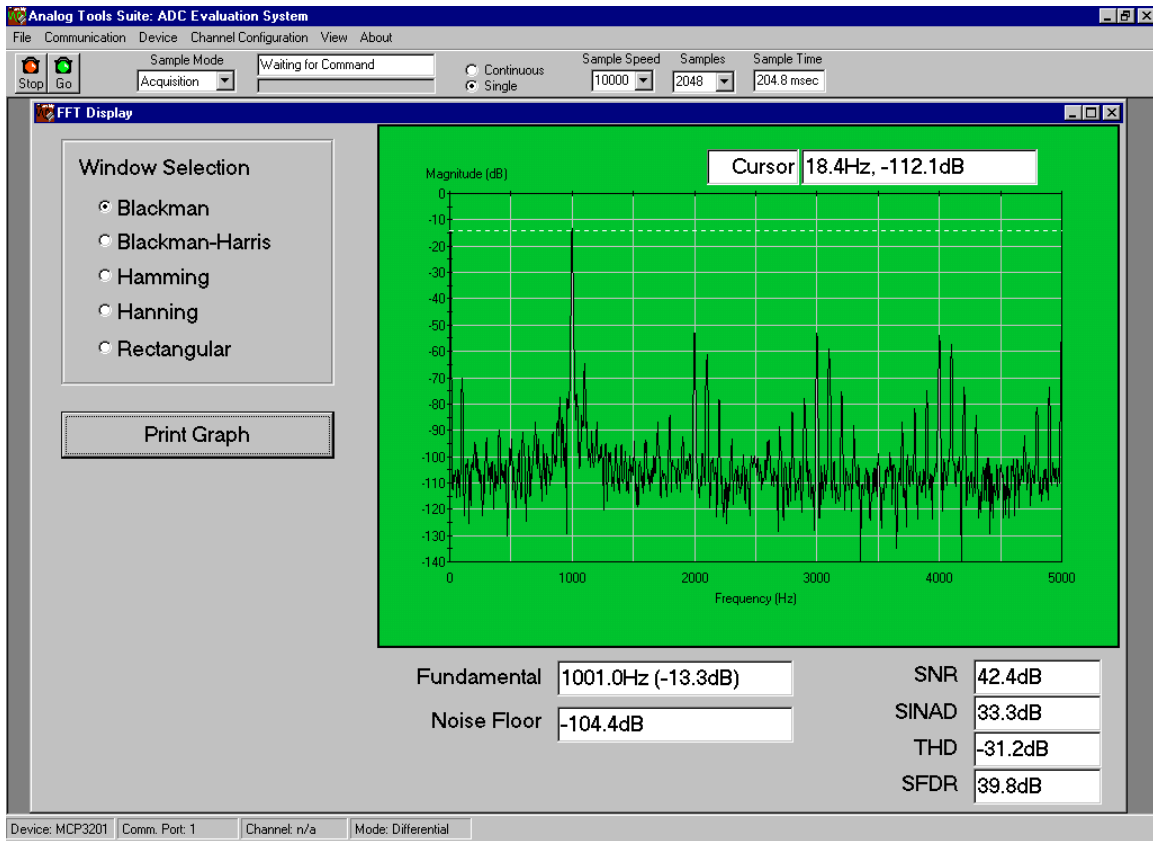 Analog Tools Suite: ADC Evaluation System
File Communication Device Channel Configuration View About
Stop Go
Sample Mode
Acquisition
Waiting for Command
Continuous
Single
Sample Speed
10000
Samples
2048
Sample Time
204.8 msec
FFT Display
Window Selection
Blackman
Blackman-Harris
Hamming
Hanning
Rectangular
Print Graph
Cursor 18.4Hz, -112.1dB
Magnitude (dB)
0
-10
-20
-30
-40
-50
-60
-70
-80
-90
-100
-110
-120
-130
-140
0 1000 2000 3000 4000 5000
Frequency (Hz)
Fundamental 1001.0Hz (-13.3dB)
Noise Floor -104.4dB
SNR 42.4dB
SINAD 33.3dB
THD -31.2dB
SFDR 39.8dB
Device: MCP3201 Comm. Port: 1 Channel: n/a Mode: Differential